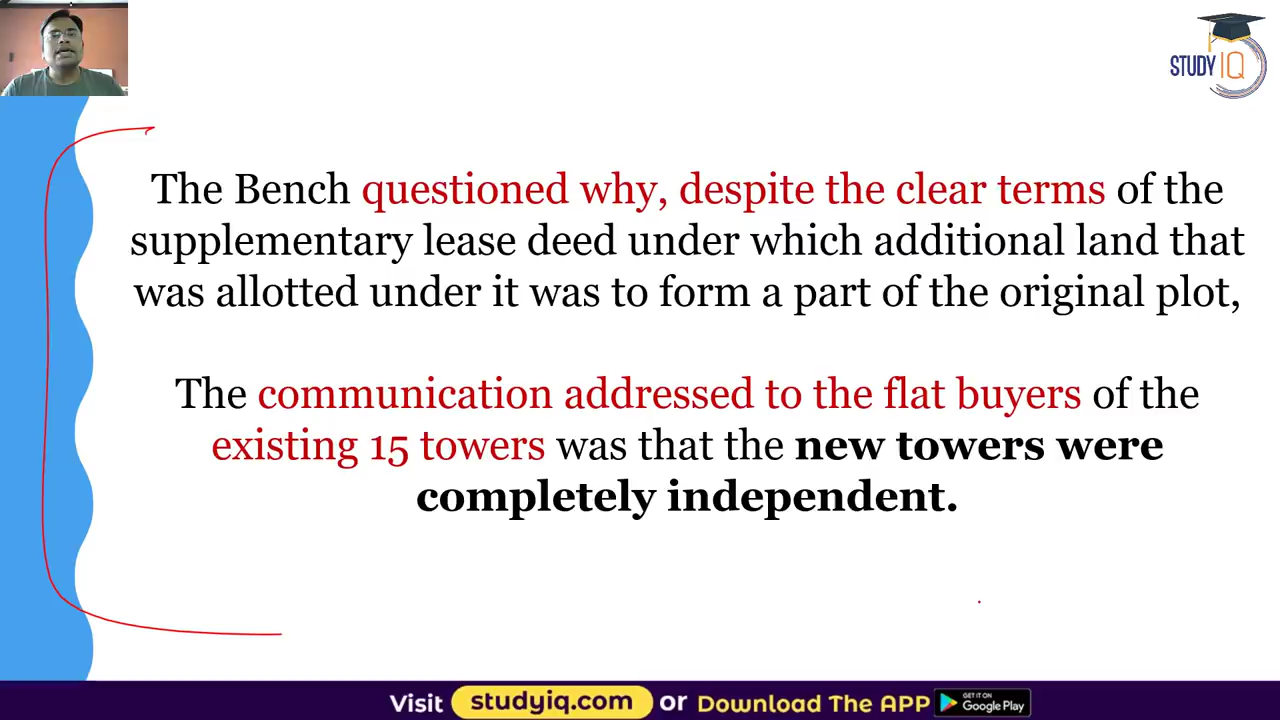 STUDY IQ
The Bench questioned why, despite the clear terms of the
supplementary lease deed under which additional land that
was allotted under it was to form a part of the original plot,
The communication addressed to the flat buyers of the
existing 15 towers was that the new towers were
completely independent.
Visit studyiq.com or Download The APP GET IT ON Google Play